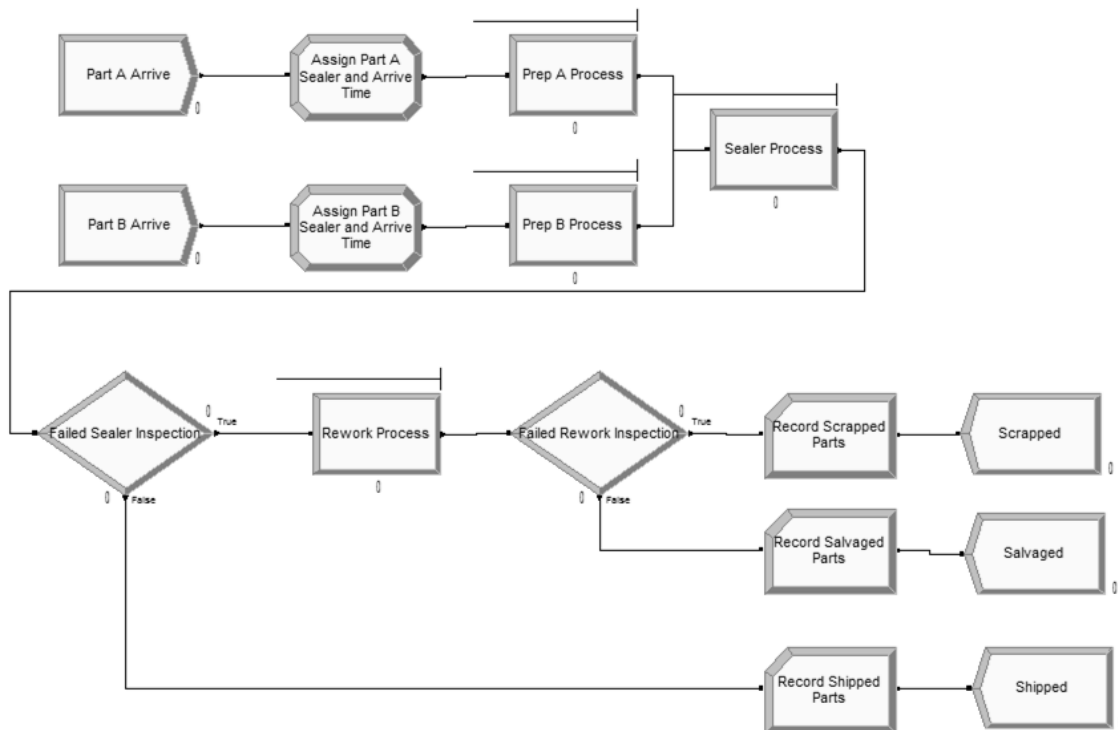 Part A Arrive
Assign Part A
Sealer and Arrive
Time
Prep A Process
0
0
Sealer Process
0
Part B Arrive
Assign Part B
Sealer and Arrive
Time
Prep B Process
0
0
Failed Sealer Inspection
0
True
0
False
Rework Process
0
Failed Rework Inspection
0
True
0
False
Record Scrapped
Parts
Scrapped
0
Record Salvaged
Parts
Salvaged
0
Record Shipped
Parts
Shipped